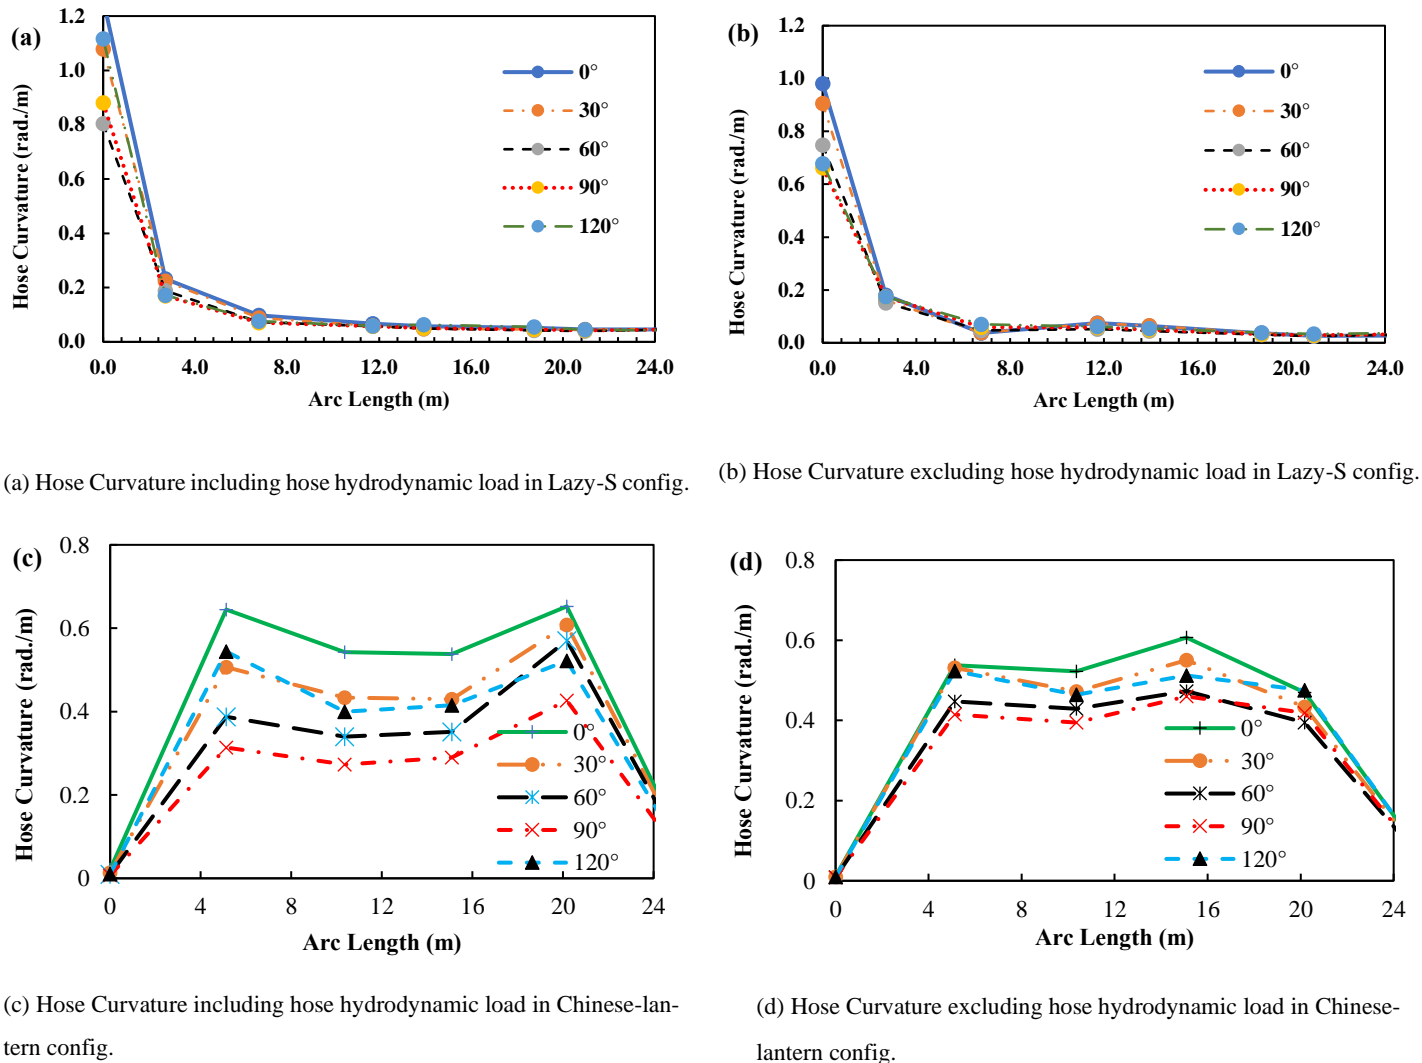 (a)
Hose Curvature (rad./m)
1.2
1.0
0.8
0.6
0.4
0.2
0.0
0.0 4.0 8.0 12.0 16.0 20.0 24.0
Arc Length (m)
0°
30°
60°
90°
120°
(b)
Hose Curvature (rad./m)
1.2
1.0
0.8
0.6
0.4
0.2
0.0
0.0 4.0 8.0 12.0 16.0 20.0 24.0
Arc Length (m)
0°
30°
60°
90°
120°
(a) Hose Curvature including hose hydrodynamic load in Lazy-S config.
(b) Hose Curvature excluding hose hydrodynamic load in Lazy-S config.
(c)
Hose Curvature (rad./m)
0.8
0.6
0.4
0.2
0
0 4 8 12 16 20 24
Arc Length (m)
0°
30°
60°
90°
120°
(d)
Hose Curvature (rad./m)
0.8
0.6
0.4
0.2
0
0 4 8 12 16 20 24
Arc Length (m)
0°
30°
60°
90°
120°
(c) Hose Curvature including hose hydrodynamic load in Chinese-lan-
tern config.
(d) Hose Curvature excluding hose hydrodynamic load in Chinese-
lantern config.